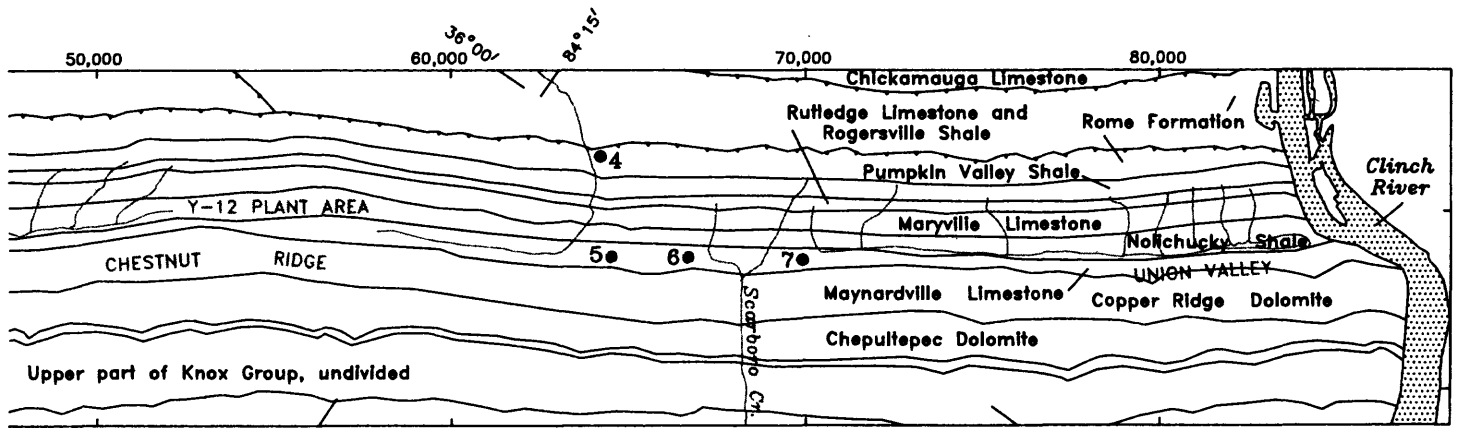 36°00'
84°15'
50,000
60,000
70,000
80,000
Chickamauga Limestone
Rutledge Limestone and
Rogersville Shale
Rome Formation
4
Pumpkin Valley Shale
Clinch
River
Y-12 PLANT AREA
Maryville Limestone
Nolichucky Shale
5
6
7
CHESTNUT RIDGE
UNION VALLEY
Maynardville Limestone
Copper Ridge Dolomite
Scarboro Cr.
Chepultepec Dolomite
Upper part of Knox Group, undivided